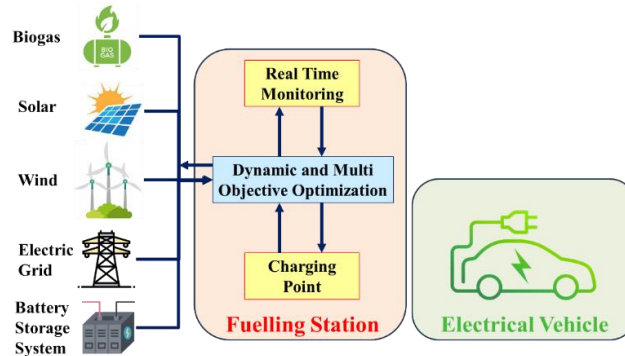 Biogas
BIO
GAS
Solar
Wind
Electric
Grid
Battery
Storage
System
Real Time
Monitoring
Dynamic and Multi
Objective Optimization
Charging
Point
Fuelling Station
Electrical Vehicle